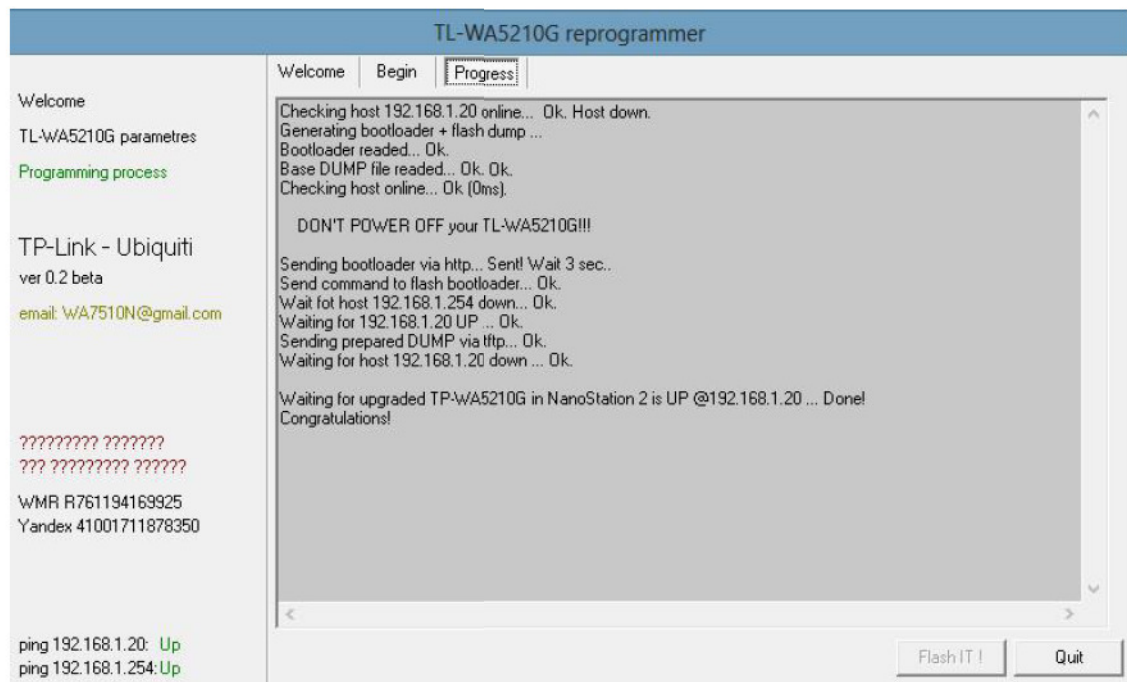 TL-WA5210G reprogrammer
Welcome
TL-WA5210G parametres
Programming process
TP-Link - Ubiquiti
ver 0.2 beta
email: WA7510N@gmail.com
????????? ???????
??? ????????? ??????
WMR R761194169925
Yandex 41001711878350
ping 192.168.1.20: Up
ping 192.168.1.254: Up
Welcome Begin Progress
Checking host 192.168.1.20 online... Ok. Host down.
Generating bootloader + flash dump ...
Bootloader readed... Ok.
Base DUMP file readed... Ok. Ok.
Checking host online... Ok (0ms).
DON'T POWER OFF your TL-WA5210G!!!
Sending bootloader via http... Sent! Wait 3 sec..
Send command to flash bootloader... Ok.
Wait fot host 192.168.1.254 down... Ok.
Waiting for 192.168.1.20 UP ... Ok.
Sending prepared DUMP via tftp... Ok.
Waiting for host 192.168.1.20 down ... Ok.
Waiting for upgraded TP-WA5210G in NanoStation 2 is UP @192.168.1.20 ... Done!
Congratulations!
Flash IT ! Quit